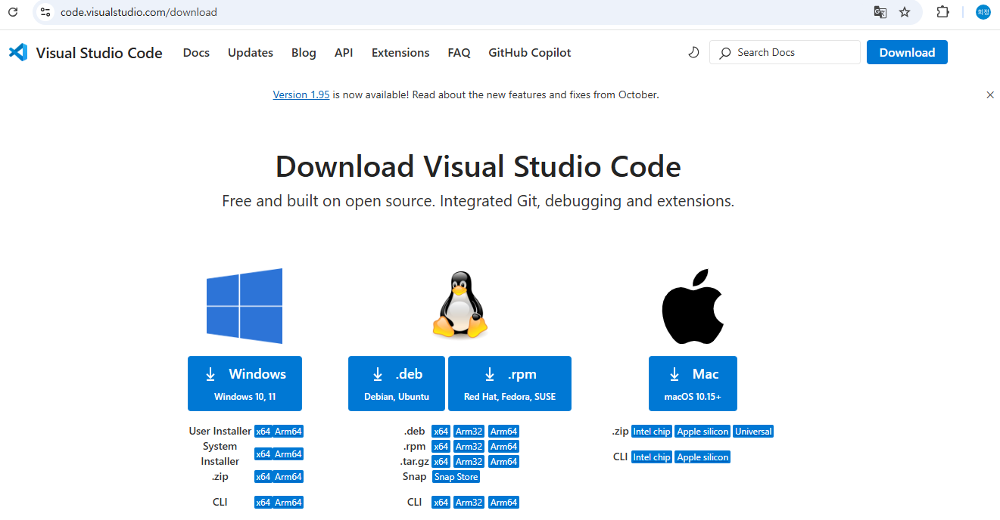 code.visualstudio.com/download
희정
Visual Studio Code Docs Updates Blog API Extensions FAQ GitHub Copilot Search Docs Download
Version 1.95 is now available! Read about the new features and fixes from October.
Download Visual Studio Code
Free and built on open source. Integrated Git, debugging and extensions.
Windows
Windows 10, 11
User Installer x64 Arm64
System
Installer x64 Arm64
.zip x64 Arm64
CLI x64 Arm64
.deb
Debian, Ubuntu
.rpm
Red Hat, Fedora, SUSE
.deb x64 Arm32 Arm64
.rpm x64 Arm32 Arm64
.tar.gz x64 Arm32 Arm64
Snap Snap Store
CLI x64 Arm32 Arm64
Mac
macOS 10.15+
.zip Intel chip Apple silicon Universal
CLI Intel chip Apple silicon